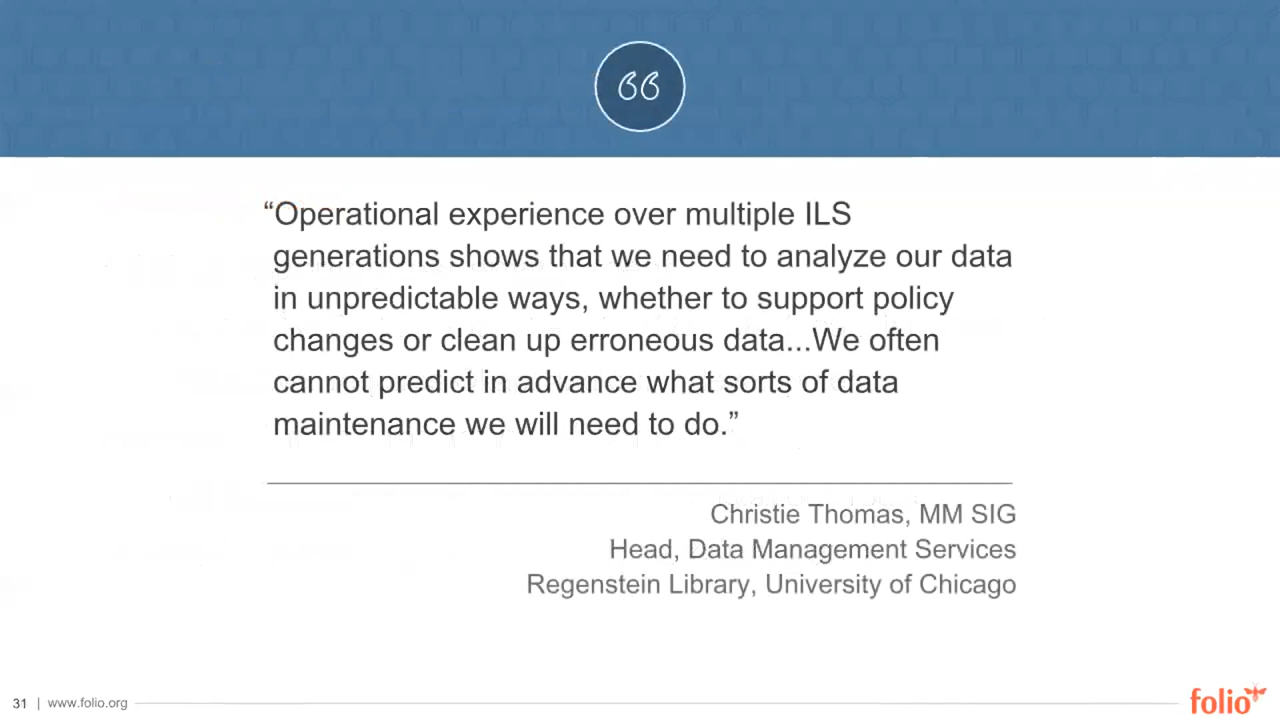 “Operational experience over multiple ILS
generations shows that we need to analyze our data
in unpredictable ways, whether to support policy
changes or clean up erroneous data...We often
cannot predict in advance what sorts of data
maintenance we will need to do.”
Christie Thomas, MM SIG
Head, Data Management Services
Regenstein Library, University of Chicago
31 | www.folio.org
folio